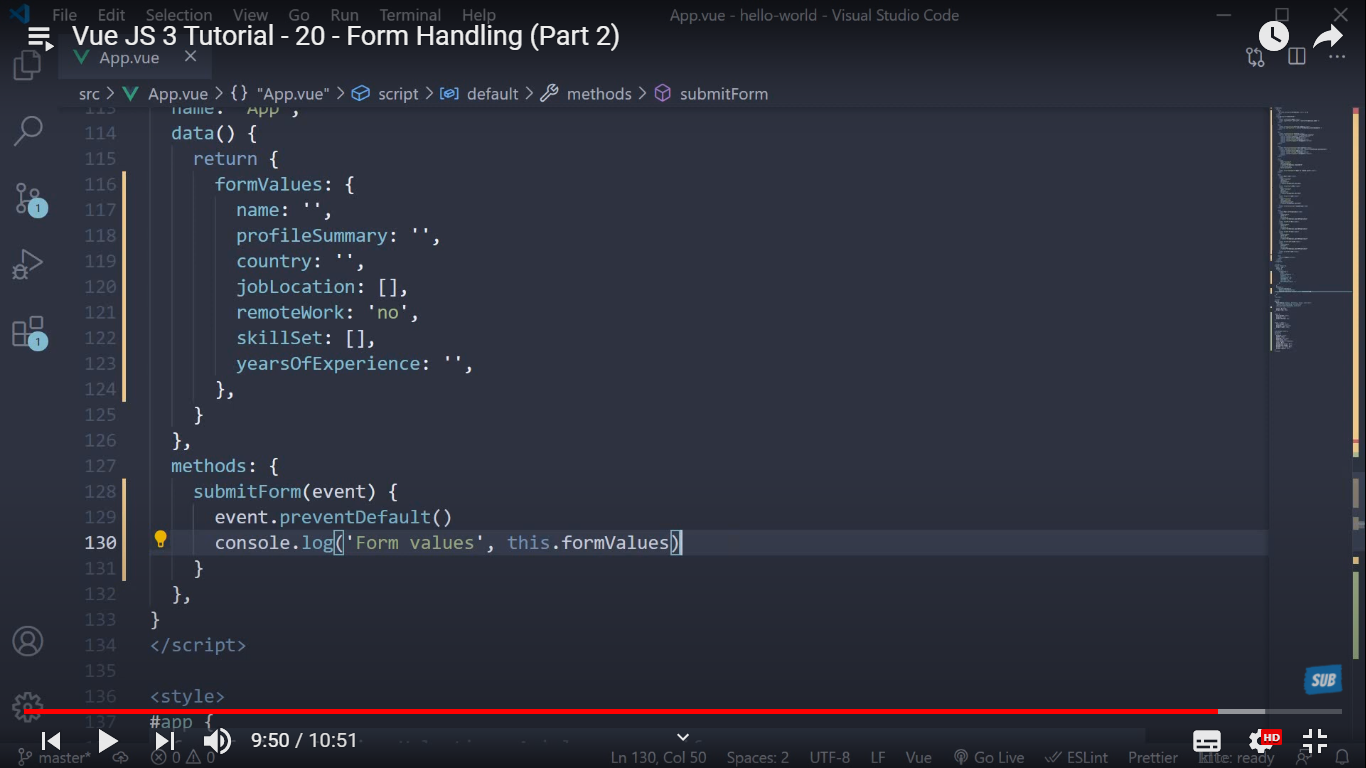 File Edit Selection View Go Run Terminal Help App.vue - hello-world - Visual Studio Code
Vue JS 3 Tutorial - 20 - Form Handling (Part 2)
App.vue
src > App.vue > {} "App.vue" > script > default > methods > submitForm
113 name: "App",
114 data() {
115 return {
116 formValues: {
117 name: '',
118 profileSummary: '',
119 country: '',
120 jobLocation: [],
121 remoteWork: 'no',
122 skillSet: [],
123 yearsOfExperience: '',
124 },
125 }
126 },
127 methods: {
128 submitForm(event) {
129 event.preventDefault()
130 console.log('Form values', this.formValues)
131 }
132 },
133 }
134 </script>
135
136 <style>
137 #app {
1
1
SUB
9:50 / 10:51
HD
master* 0 0 Ln 130, Col 50 Spaces: 2 UTF-8 LF Vue Go Live ESLint Prettier kite: ready